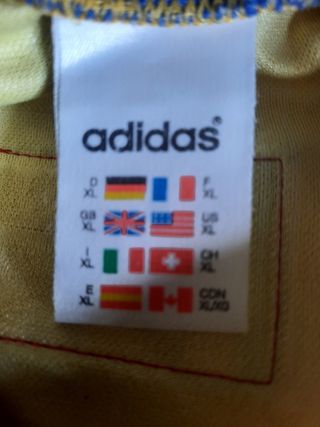 adidas®
D XL F XL
GB XL US XL
I XL CH XL
E XL CDN XL/XG